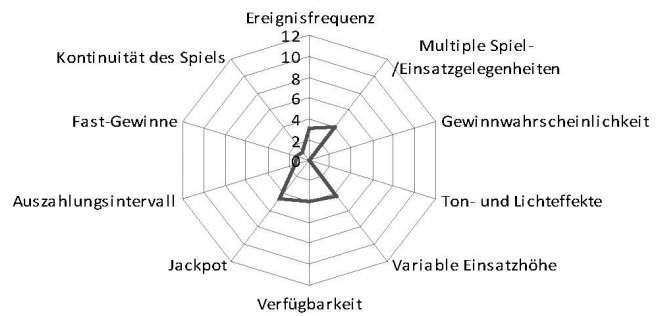 Ereignisfrequenz
12
10
8
6
4
2
0
Multiple Spiel-
/Einsatzgelegenheiten
Gewinnwahrscheinlichkeit
Ton- und Lichteffekte
Variable Einsatzhöhe
Verfügbarkeit
Jackpot
Auszahlungsintervall
Fast-Gewinne
Kontinuität des Spiels